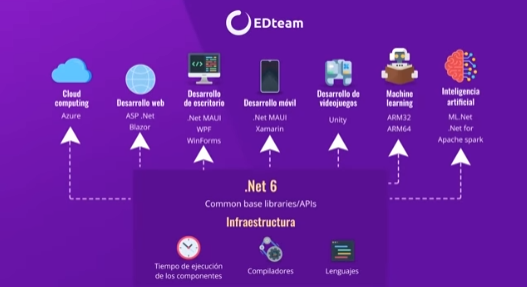 EDteam
Cloud
computing
Azure
Desarrollo web
ASP .Net
Blazor
Desarrollo
de escritorio
.Net MAUI
WPF
WinForms
Desarrollo móvil
.Net MAUI
Xamarin
Desarrollo de
videojuegos
Unity
Machine
learning
ARM32
ARM64
Inteligencia
artificial
ML.Net
.Net for
Apache spark
.Net 6
Common base libraries/APIs
Infraestructura
Tiempo de ejecución
de los componentes
Compiladores
Lenguajes